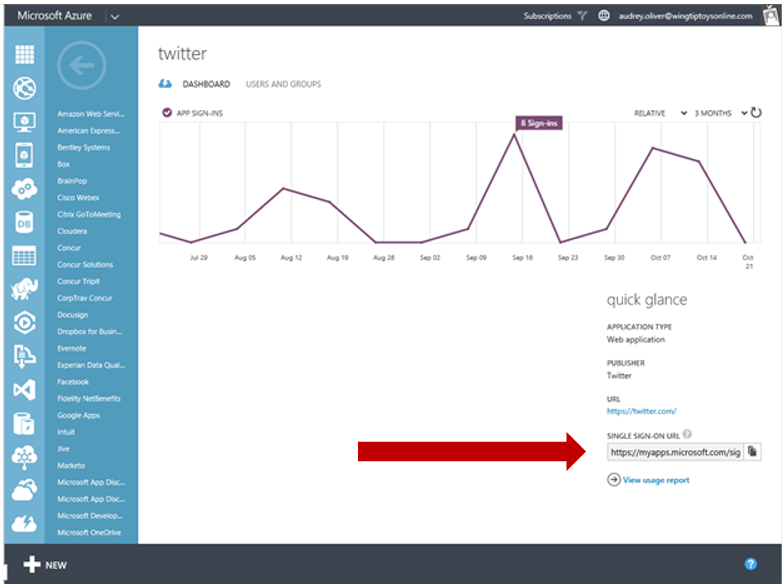 Microsoft Azure
Subscriptions
audrey.oliver@wingtiptoysonline.com
twitter
DASHBOARD USERS AND GROUPS
APP SIGN-INS
RELATIVE 3 MONTHS
8 Sign-ins
Jul 29 Aug 05 Aug 12 Aug 19 Aug 26 Sep 02 Sep 09 Sep 16 Sep 23 Sep 30 Oct 07 Oct 14 Oct 21
DB
Amazon Web Servi...
American Express...
Bentley Systems
Box
BrainPop
Cisco Webex
Citrix GoToMeeting
Cloudera
Concur
Concur Solutions
Concur Tripit
CorpTrav Concur
Docusign
Dropbox for Busin...
Evernote
Experian Data Qual...
Facebook
Fidelity NetBenefits
Google Apps
Intuit
Jive
Marketo
Microsoft App Disc...
Microsoft App Disc...
Microsoft Develop...
Microsoft OneDrive
quick glance
APPLICATION TYPE
Web application
PUBLISHER
Twitter
URL
https://twitter.com/
SINGLE SIGN-ON URL ?
https://myapps.microsoft.com/sig
View usage report
NEW
?